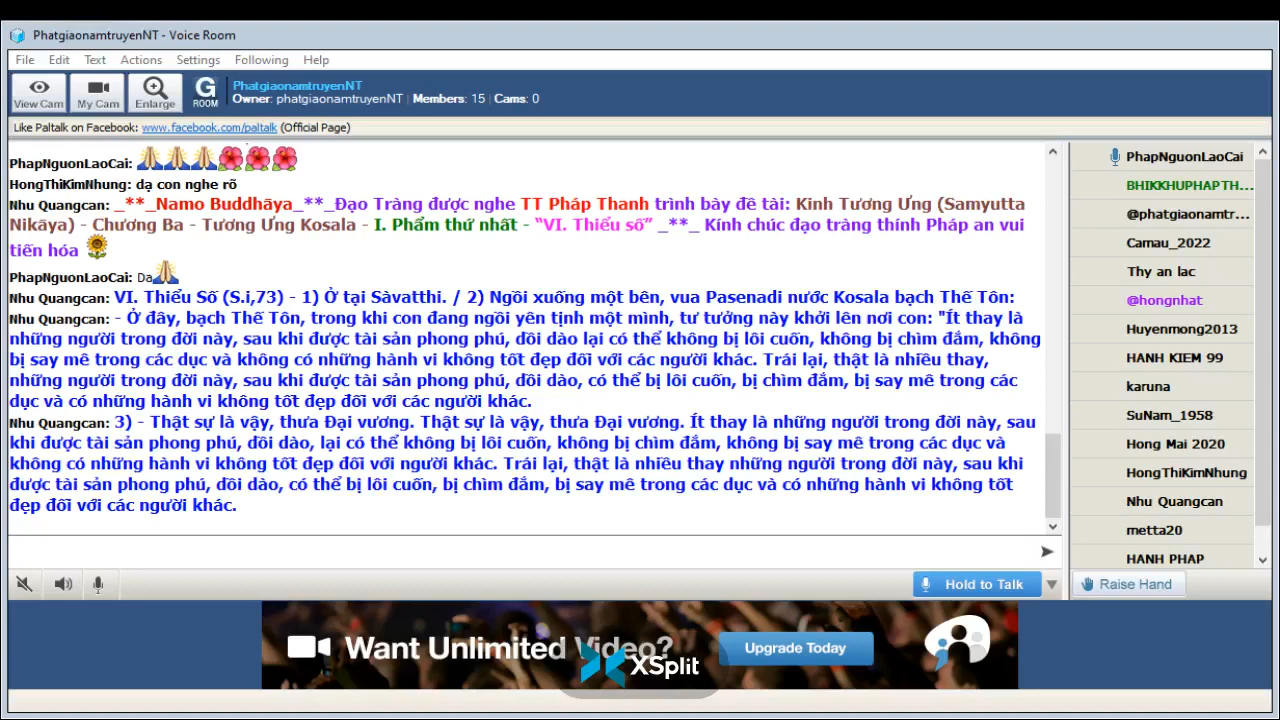 PhatgiaonamtruyenNT - Voice Room
File Edit Text Actions Settings Following Help
View Cam My Cam Enlarge G ROOM
PhatgiaonamtruyenNT
Owner: phatgiaonamtruyenNT | Members: 15 | Cams: 0
Like Paltalk on Facebook: www.facebook.com/paltalk (Official Page)
PhapNguonLaoCai:
HongThiKimNhung: dạ con nghe rõ
Nhu Quangcan: _**_Namo Buddhāya_**_Đạo Tràng được nghe TT Pháp Thanh trình bày đề tài: Kinh Tương Ưng (Samyutta
Nikāya) - Chương Ba - Tương Ưng Kosala - I. Phẩm thứ nhất - “VI. Thiểu số” _**_ Kính chúc đạo tràng thính Pháp an vui
tiến hóa
PhapNguonLaoCai: Da
Nhu Quangcan: VI. Thiểu Số (S.i,73) - 1) Ở tại Sàvatthi. / 2) Ngồi xuống một bên, vua Pasenadi nước Kosala bạch Thế Tôn:
Nhu Quangcan: - Ở đây, bạch Thế Tôn, trong khi con đang ngồi yên tịnh một mình, tư tưởng này khởi lên nơi con: "Ít thay là
những người trong đời này, sau khi được tài sản phong phú, dồi dào lại có thể không bị lôi cuốn, không bị chìm đắm, không
bị say mê trong các dục và không có những hành vi không tốt đẹp đối với các người khác. Trái lại, thật là nhiều thay,
những người trong đời này, sau khi được tài sản phong phú, dồi dào, có thể bị lôi cuốn, bị chìm đắm, bị say mê trong các
dục và có những hành vi không tốt đẹp đối với các người khác.
Nhu Quangcan: 3) - Thật sự là vậy, thưa Đại vương. Thật sự là vậy, thưa Đại vương. Ít thay là những người trong đời này, sau
khi được tài sản phong phú, dồi dào, lại có thể không bị lôi cuốn, không bị chìm đắm, không bị say mê trong các dục và
không có những hành vi không tốt đẹp đối với người khác. Trái lại, thật là nhiều thay những người trong đời này, sau khi
được tài sản phong phú, dồi dào, có thể bị lôi cuốn, bị chìm đắm, bị say mê trong các dục và có những hành vi không tốt
đẹp đối với các người khác.
PhapNguonLaoCai
BHIKKHUPHAPTH...
@phatgiaonamtr...
Camau_2022
Thy an lac
@hongnhat
Huyenmong2013
HANH KIEM 99
karuna
SuNam_1958
Hong Mai 2020
HongThiKimNhung
Nhu Quangcan
metta20
HANH PHAP
Hold to Talk
Raise Hand
Want Unlimited Video?
Upgrade Today
XSplit